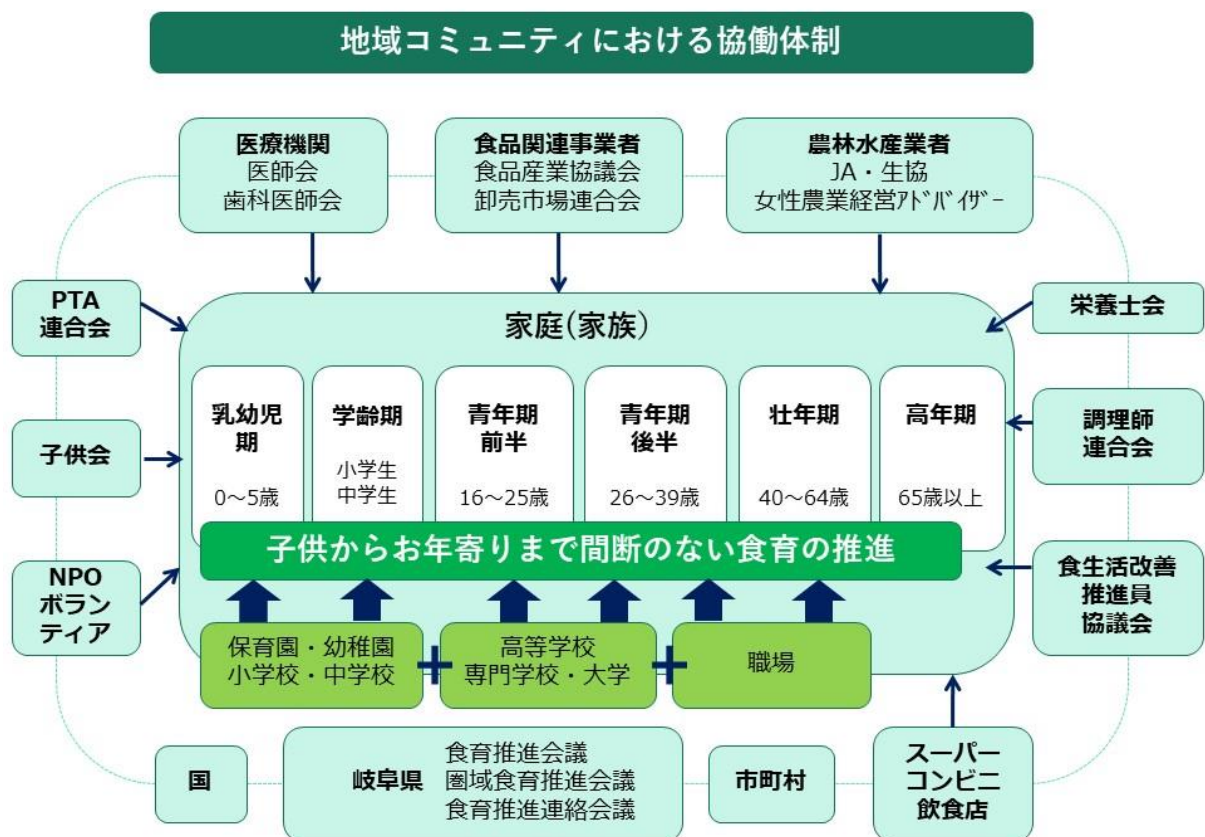 地域コミュニティにおける協働体制
医療機関
医師会
歯科医師会
食品関連事業者
食品産業協議会
卸売市場連合会
農林水産業者
JA・生協
女性農業経営ｱﾄﾞﾊﾞｲｻﾞｰ
PTA
連合会
子供会
NPO
ボラン
ティア
家庭(家族)
乳幼児
期
0～5歳
学齢期
小学生
中学生
青年期
前半
16～25歳
青年期
後半
26～39歳
壮年期
40～64歳
高年期
65歳以上
子供からお年寄りまで間断のない食育の推進
保育園・幼稚園
小学校・中学校
+
高等学校
専門学校・大学
+
職場
栄養士会
調理師
連合会
食生活改善
推進員
協議会
国
岐阜県
食育推進会議
圏域食育推進会議
食育推進連絡会議
市町村
スーパー
コンビニ
飲食店